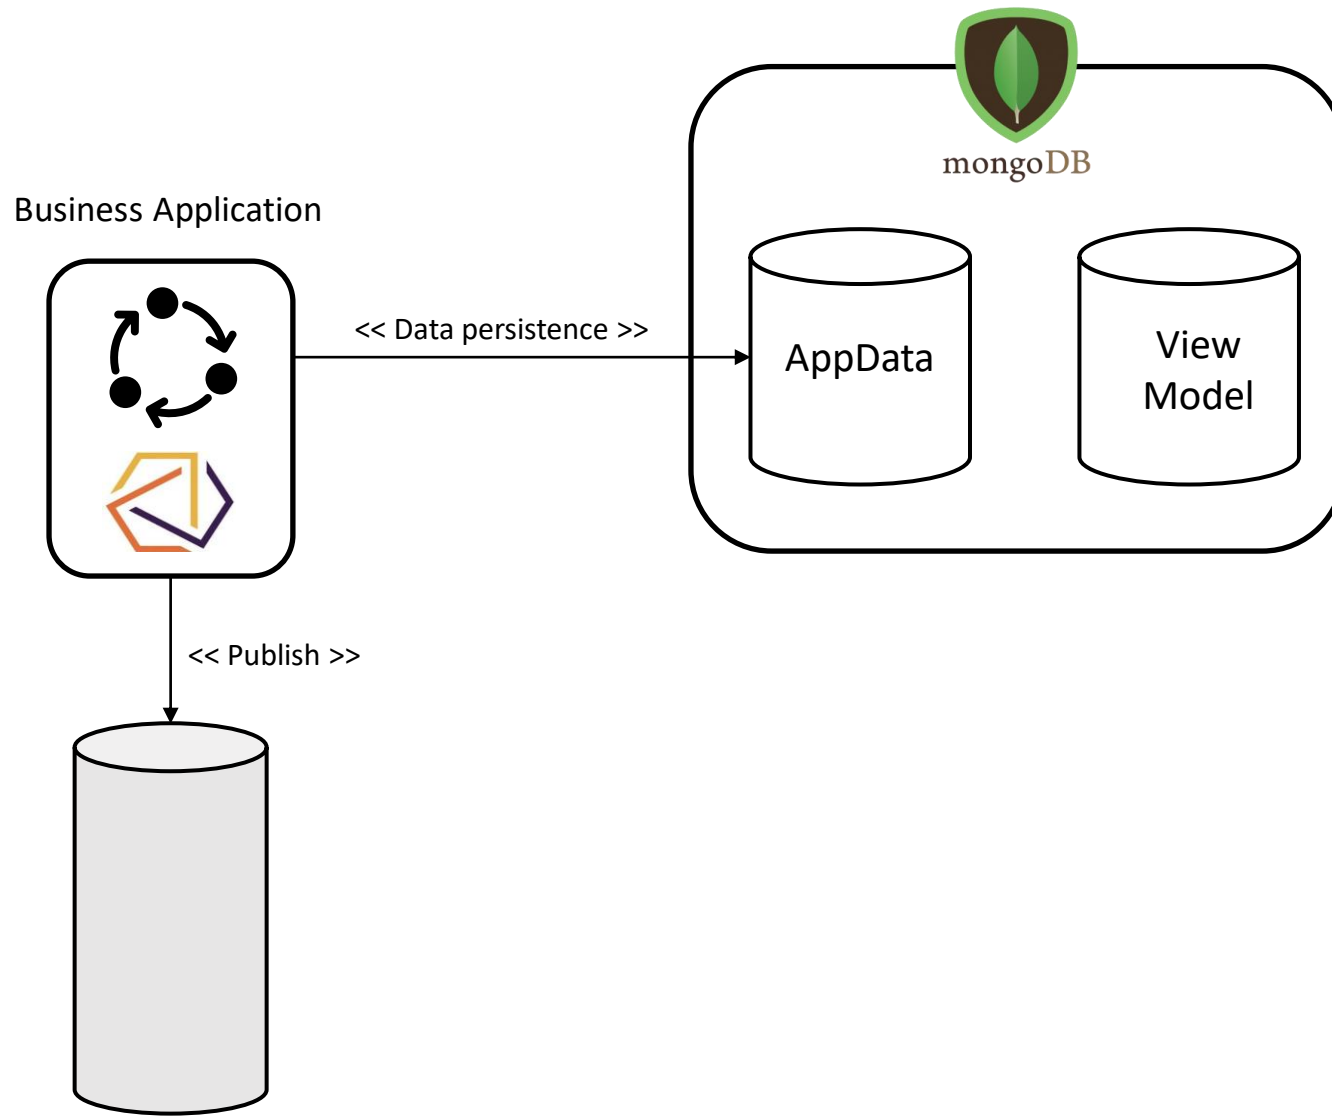 mongoDB
Business Application
<< Data persistence >>
AppData
View
Model
<< Publish >>